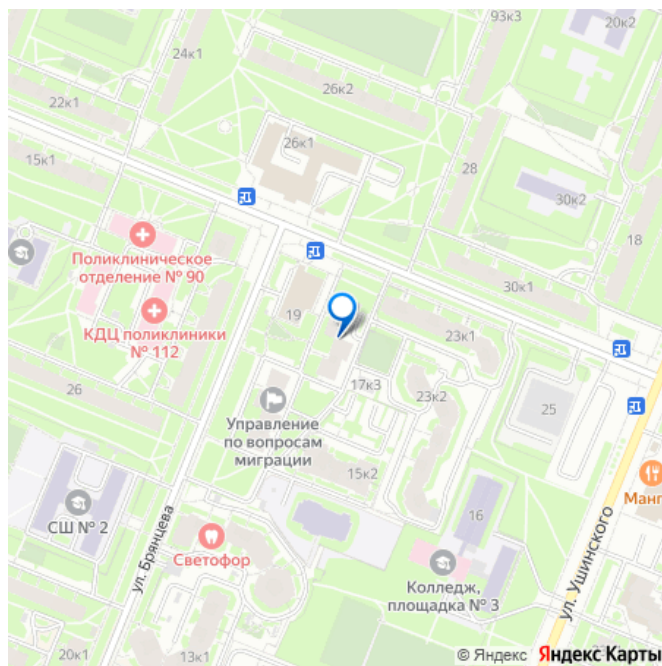 93к3
20к2
24к1
26к2
22к1
26к1
15к1
28
30к2
18
Поликлиническое
отделение № 90
30к1
КДЦ поликлиники
№ 112
19
23к1
26
17к3
23к2
25
Управление
по вопросам
миграции
15к2
Манг
СШ № 2
16
ул. Брянцева
Светофор
Колледж,
площадка № 3
ул. Ушинского
20к1
13к1
© Яндекс Яндекс Карты